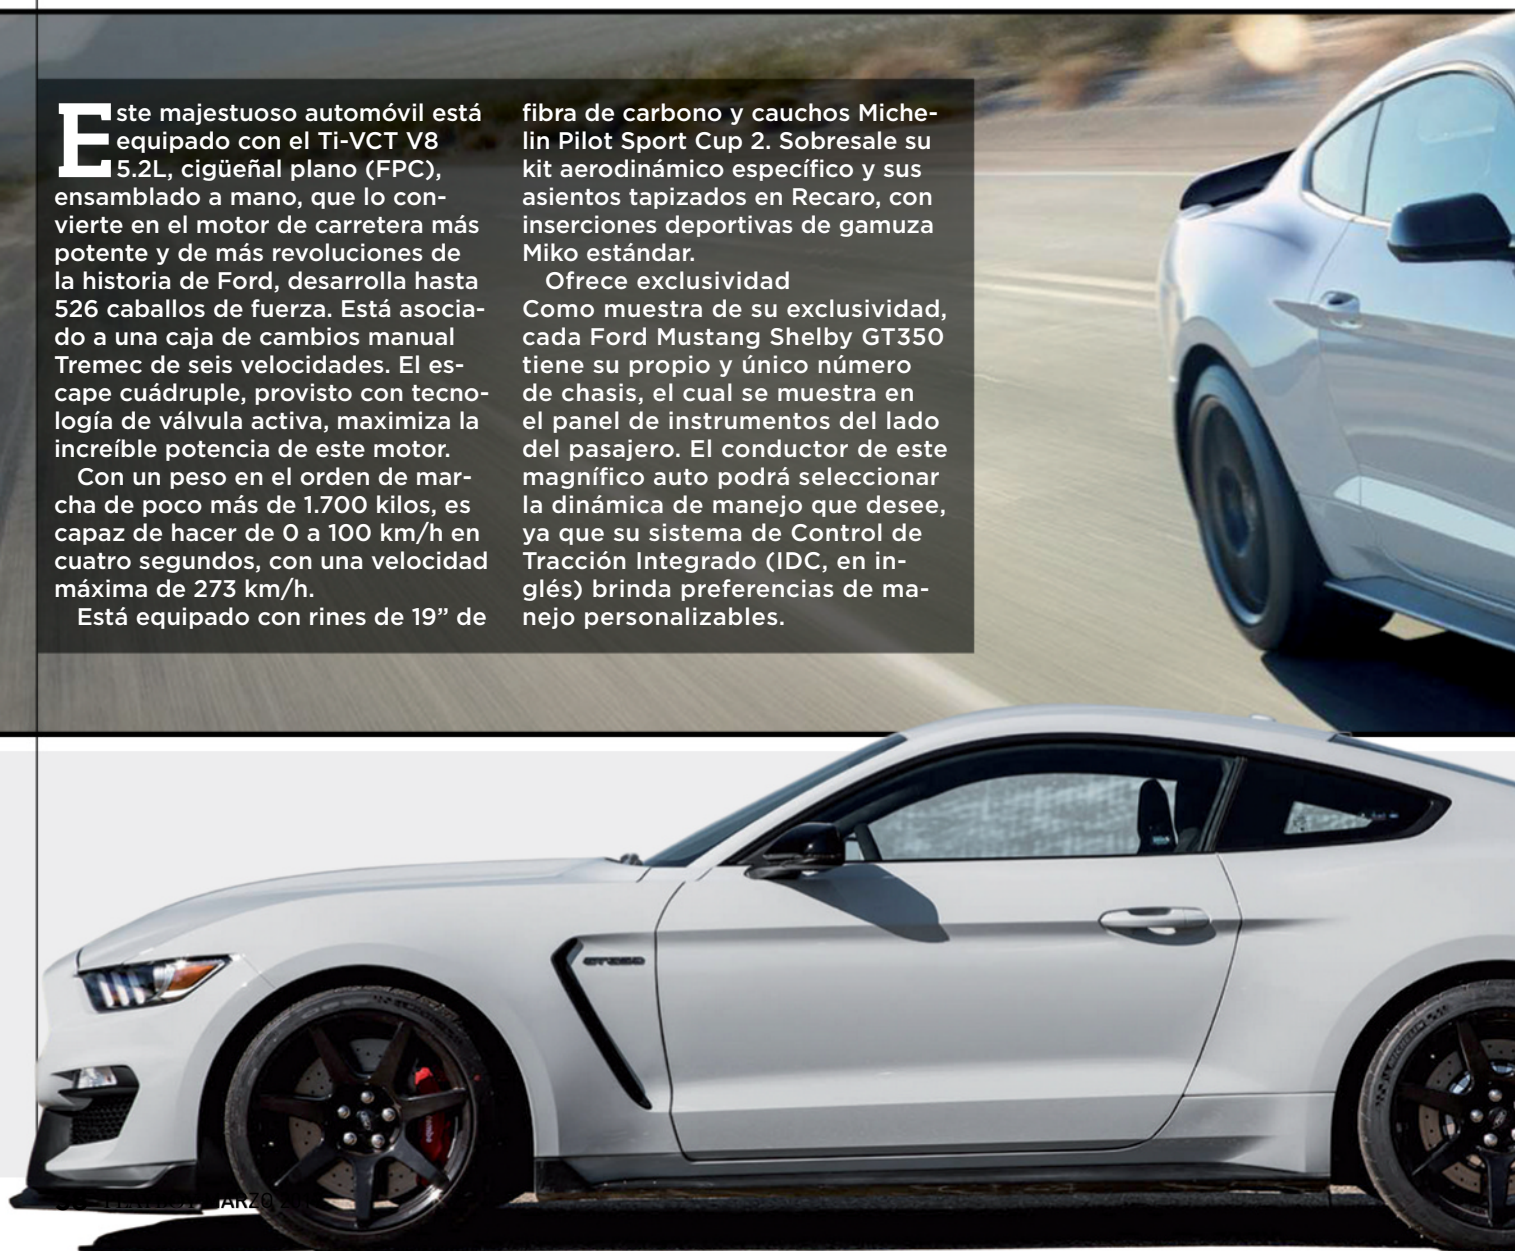 Este majestuoso automóvil está
equipado con el Ti-VCT V8
5.2L, cigüeñal plano (FPC),
ensamblado a mano, que lo con-
vierte en el motor de carretera más
potente y de más revoluciones de
la historia de Ford, desarrolla hasta
526 caballos de fuerza. Está asocia-
do a una caja de cambios manual
Tremec de seis velocidades. El es-
cape cuádruple, provisto con tecno-
logía de válvula activa, maximiza la
increíble potencia de este motor.
Con un peso en el orden de mar-
cha de poco más de 1.700 kilos, es
capaz de hacer de 0 a 100 km/h en
cuatro segundos, con una velocidad
máxima de 273 km/h.
Está equipado con rines de 19” de
fibra de carbono y cauchos Miche-
lin Pilot Sport Cup 2. Sobresale su
kit aerodinámico específico y sus
asientos tapizados en Recaro, con
inserciones deportivas de gamuza
Miko estándar.
Ofrece exclusividad
Como muestra de su exclusividad,
cada Ford Mustang Shelby GT350
tiene su propio y único número
de chasis, el cual se muestra en
el panel de instrumentos del lado
del pasajero. El conductor de este
magnífico auto podrá seleccionar
la dinámica de manejo que desee,
ya que su sistema de Control de
Tracción Integrado (IDC, en in-
glés) brinda preferencias de ma-
nejo personalizables.
GT350